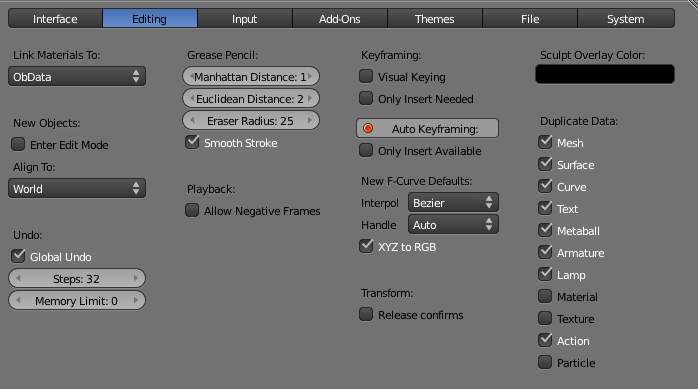 Interface Editing Input Add-Ons Themes File System
Link Materials To:
ObData
New Objects:
Enter Edit Mode
Align To:
World
Undo:
Global Undo
Steps: 32
Memory Limit: 0
Grease Pencil:
Manhattan Distance: 1
Euclidean Distance: 2
Eraser Radius: 25
Smooth Stroke
Playback:
Allow Negative Frames
Keyframing:
Visual Keying
Only Insert Needed
Auto Keyframing:
Only Insert Available
New F-Curve Defaults:
Interpol Bezier
Handle Auto
XYZ to RGB
Transform:
Release confirms
Sculpt Overlay Color:
Duplicate Data:
Mesh
Surface
Curve
Text
Metaball
Armature
Lamp
Material
Texture
Action
Particle